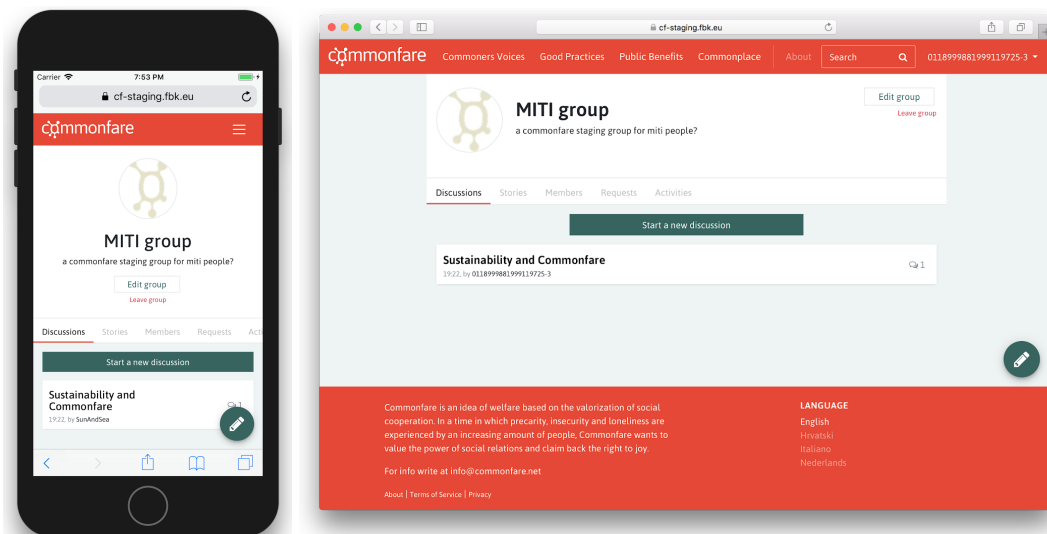 Carrier 7:53 PM
cf-staging.fbk.eu
commonfare
MITI group
a commonfare staging group for miti people?
Edit group
Leave group
Discussions Stories Members Requests Acti
Start a new discussion
Sustainability and
Commonfare
1
19:22, by SunAndSea
cf-staging.fbk.eu
commonfare Commoners Voices Good Practices Public Benefits Commonplace About Search 0118999881999119725-3
MITI group
a commonfare staging group for miti people?
Edit group
Leave group
Discussions Stories Members Requests Activities
Start a new discussion
Sustainability and Commonfare
19:22, by 0118999881999119725-3
1
Commonfare is an idea of welfare based on the valorization of social
cooperation. In a time in which precarity, insecurity and loneliness are
experienced by an increasing amount of people, Commonfare wants to
value the power of social relations and claim back the right to joy.
For info write at info@commonfare.net
About | Terms of Service | Privacy
LANGUAGE
English
Hrvatski
Italiano
Nederlands